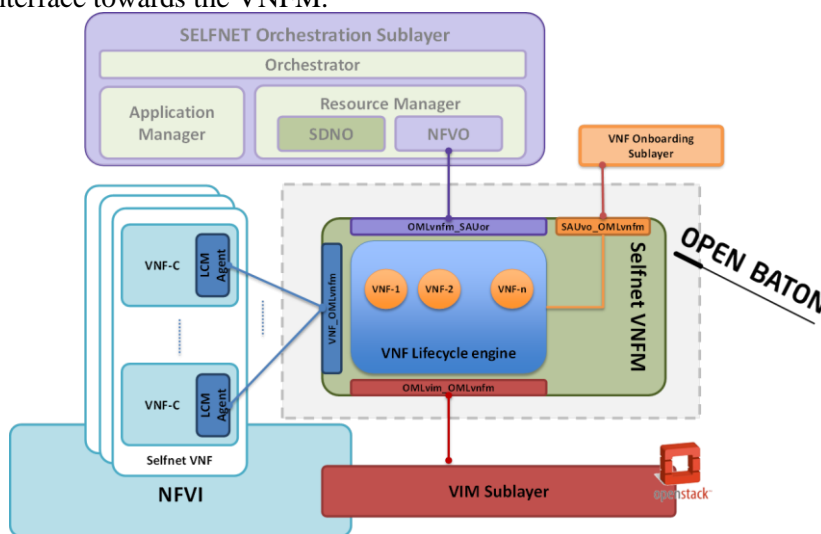 nterface towards the VNFM.
SELFNET Orchestration Sublayer
Orchestrator
Application
Manager
Resource Manager
SDNO
NFVO
VNF Onboarding
Sublayer
OMLvnfm_SAUor
SAUvo_OMLvnfm
VNF-C
LCM
Agent
VNF_OMLvnfm
VNF-1
VNF-2
VNF-n
VNF Lifecycle engine
Selfnet VNFM
OPEN BATON
VNF-C
LCM
Agent
OMLvim_OMLvnfm
Selfnet VNF
NFVI
VIM Sublayer
openstack